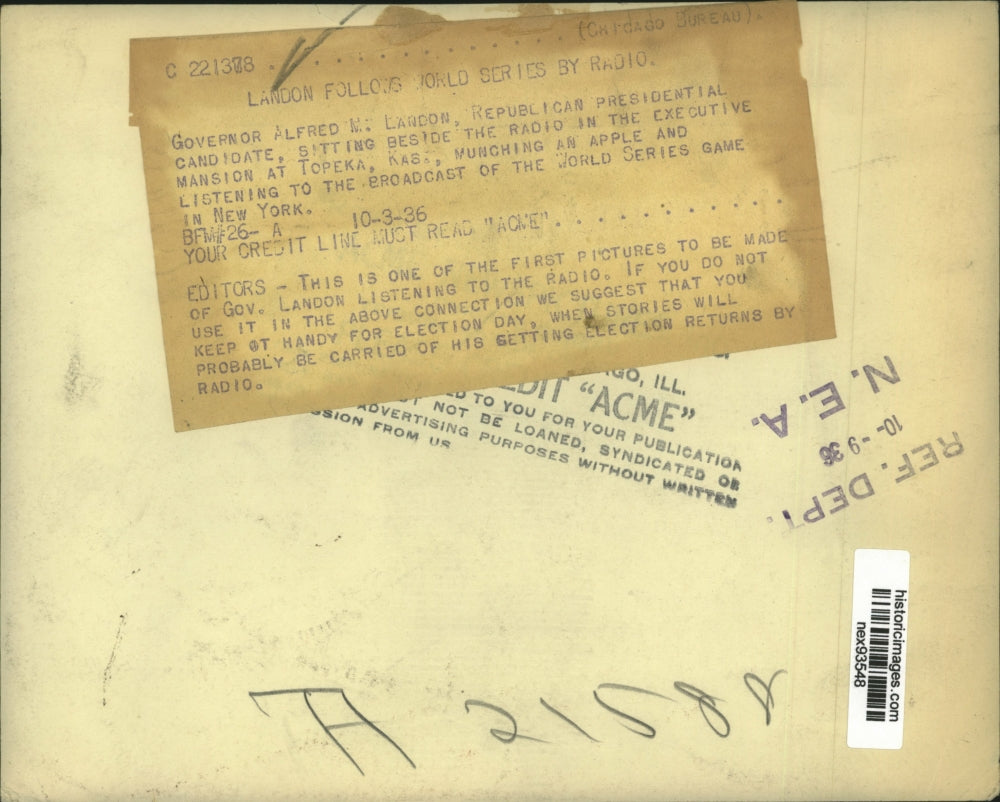 (CHICAGO BUREAU).
C 221378 . . . . . . . . . . . . .
LANDON FOLLOWS WORLD SERIES BY RADIO.
GOVERNOR ALFRED M. LANDON, REPUBLICAN PRESIDENTIAL
CANDIDATE, SITTING BESIDE THE RADIO IN THE EXECUTIVE
MANSION AT TOPEKA, KAS., MUNCHING AN APPLE AND
LISTENING TO THE BROADCAST OF THE WORLD SERIES GAME
IN NEW YORK.
BFM#26- A 10-3-36
YOUR CREDIT LINE MUST READ "ACME". . . . . . . . . . . .
EDITORS - THIS IS ONE OF THE FIRST PICTURES TO BE MADE
OF GOV. LANDON LISTENING TO THE RADIO. IF YOU DO NOT
USE IT IN THE ABOVE CONNECTION WE SUGGEST THAT YOU
KEEP IT HANDY FOR ELECTION DAY, WHEN STORIES WILL
PROBABLY BE CARRIED OF HIS GETTING ELECTION RETURNS BY
RADIO.
GO, ILL.
EDIT "ACME"
ED TO YOU FOR YOUR PUBLICATION
T NOT BE LOANED, SYNDICATED OR
ADVERTISING PURPOSES WITHOUT WRITTEN
SSION FROM US
N. E. A.
10-9 36
REF. DEPT.
historicimages.com
nex93548